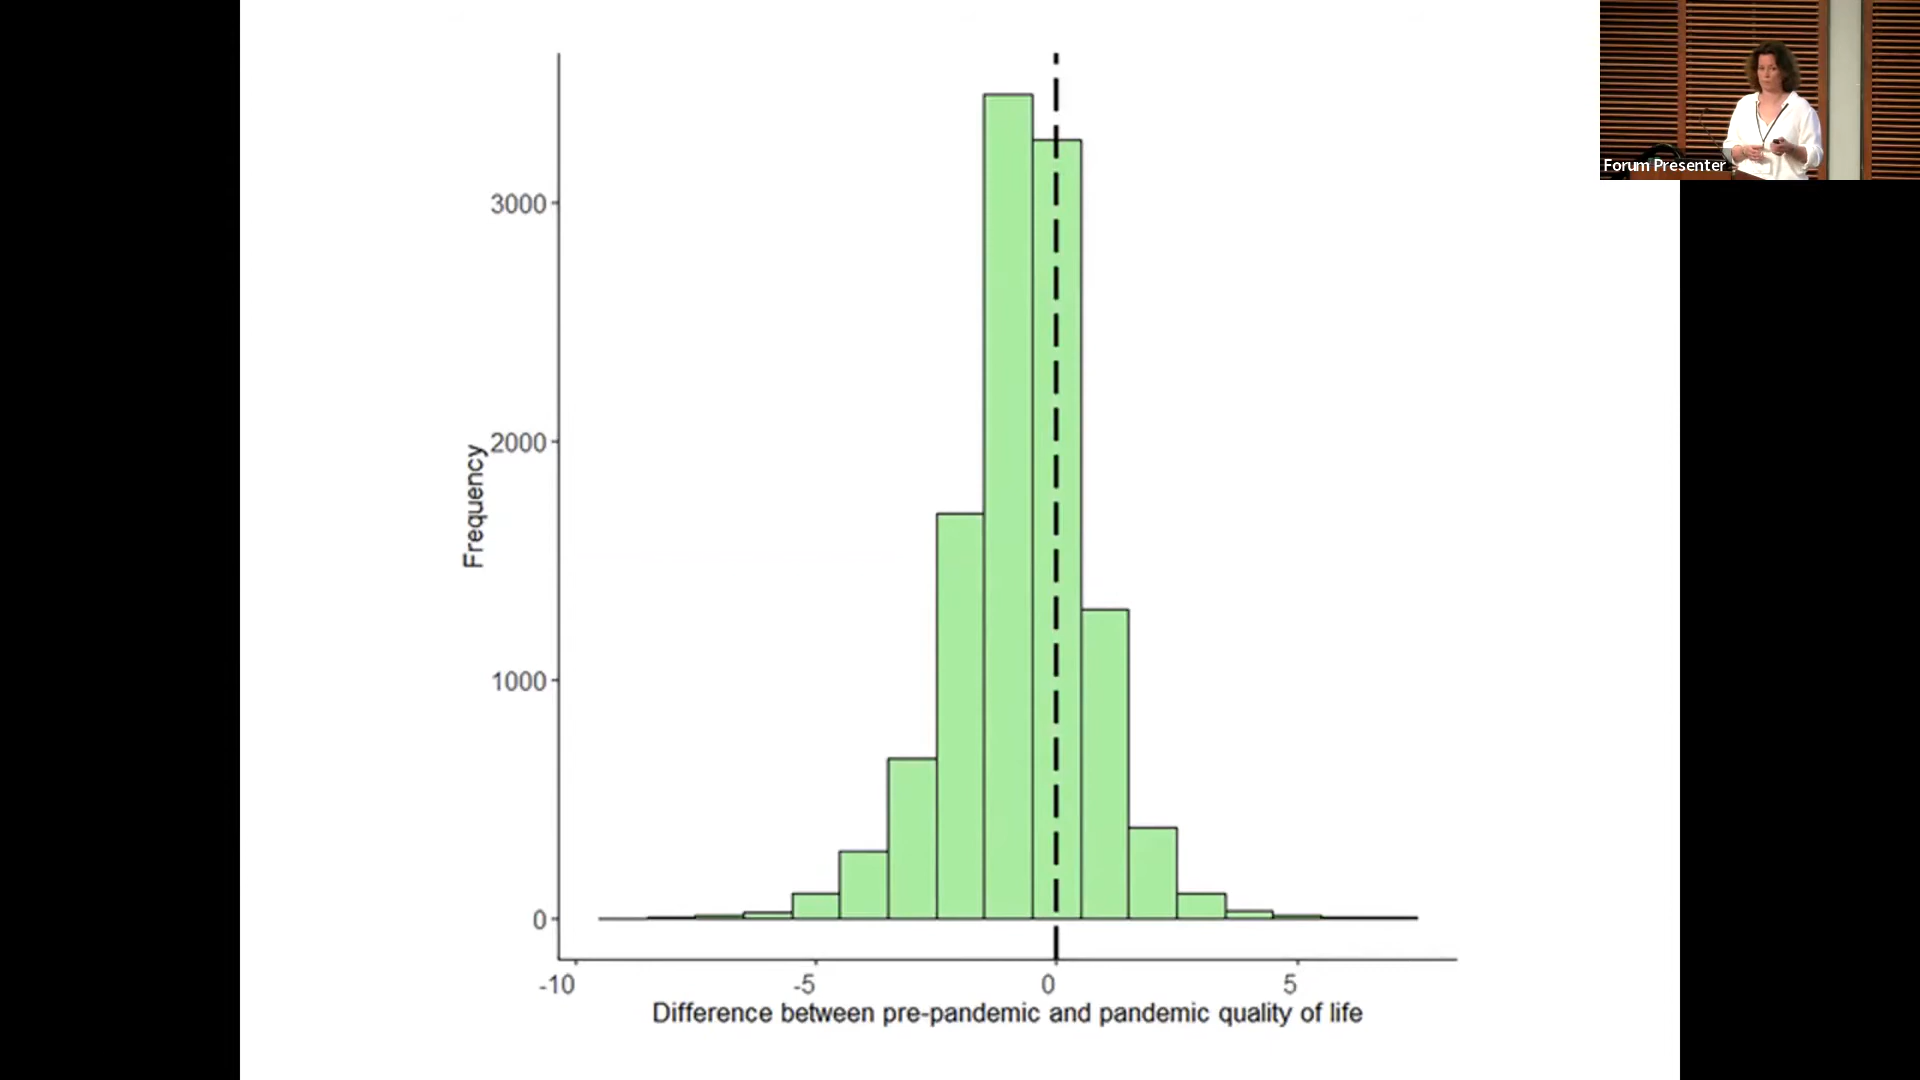 Forum Presenter
3000
2000
1000
0
Frequency
-10
-5
0
5
Difference between pre-pandemic and pandemic quality of life